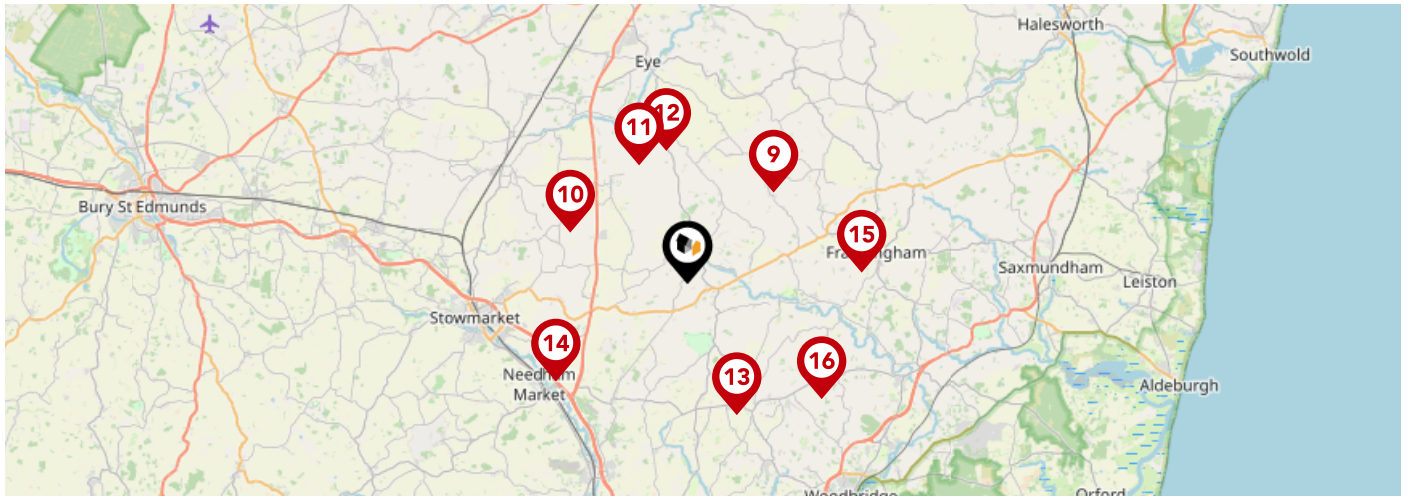 Halesworth
Southwold
Eye
12
11
9
10
Bury St Edmunds
15
Saxmundham
Leiston
Stowmarket
14
16
13
Needham
Market
Aldeburgh
Orford